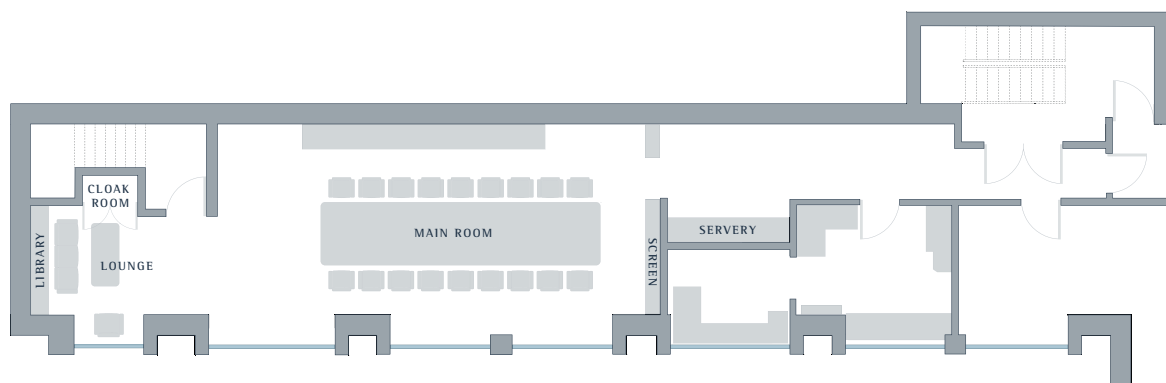 CLOAK
ROOM
LIBRARY
LOUNGE
MAIN ROOM
SCREEN
SERVERY